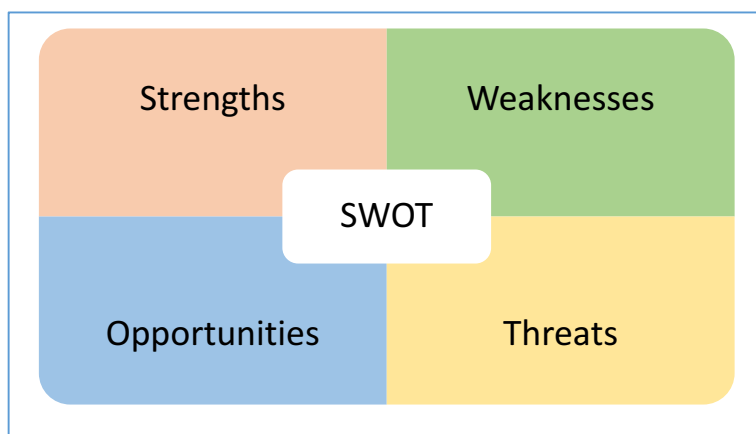 Strengths
Weaknesses
SWOT
Opportunities
Threats